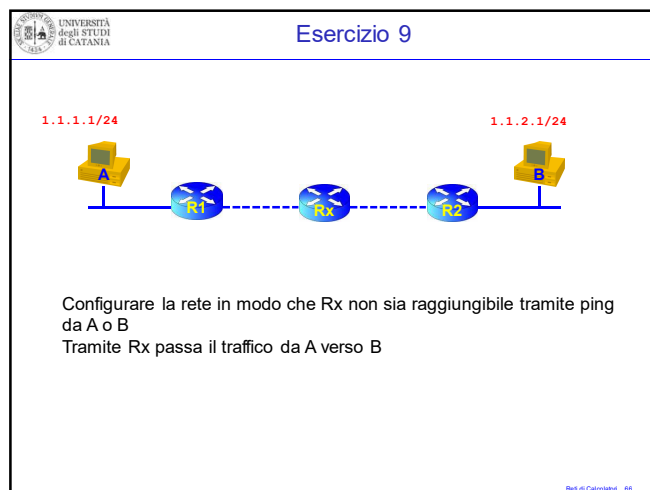 UNIVERSITÀ
degli STUDI
di CATANIA
Esercizio 9
1.1.1.1/24
1.1.2.1/24
A
B
R1
Rx
R2
Configurare la rete in modo che Rx non sia raggiungibile tramite ping
da A o B
Tramite Rx passa il traffico da A verso B
Reti di Calcolatori 66